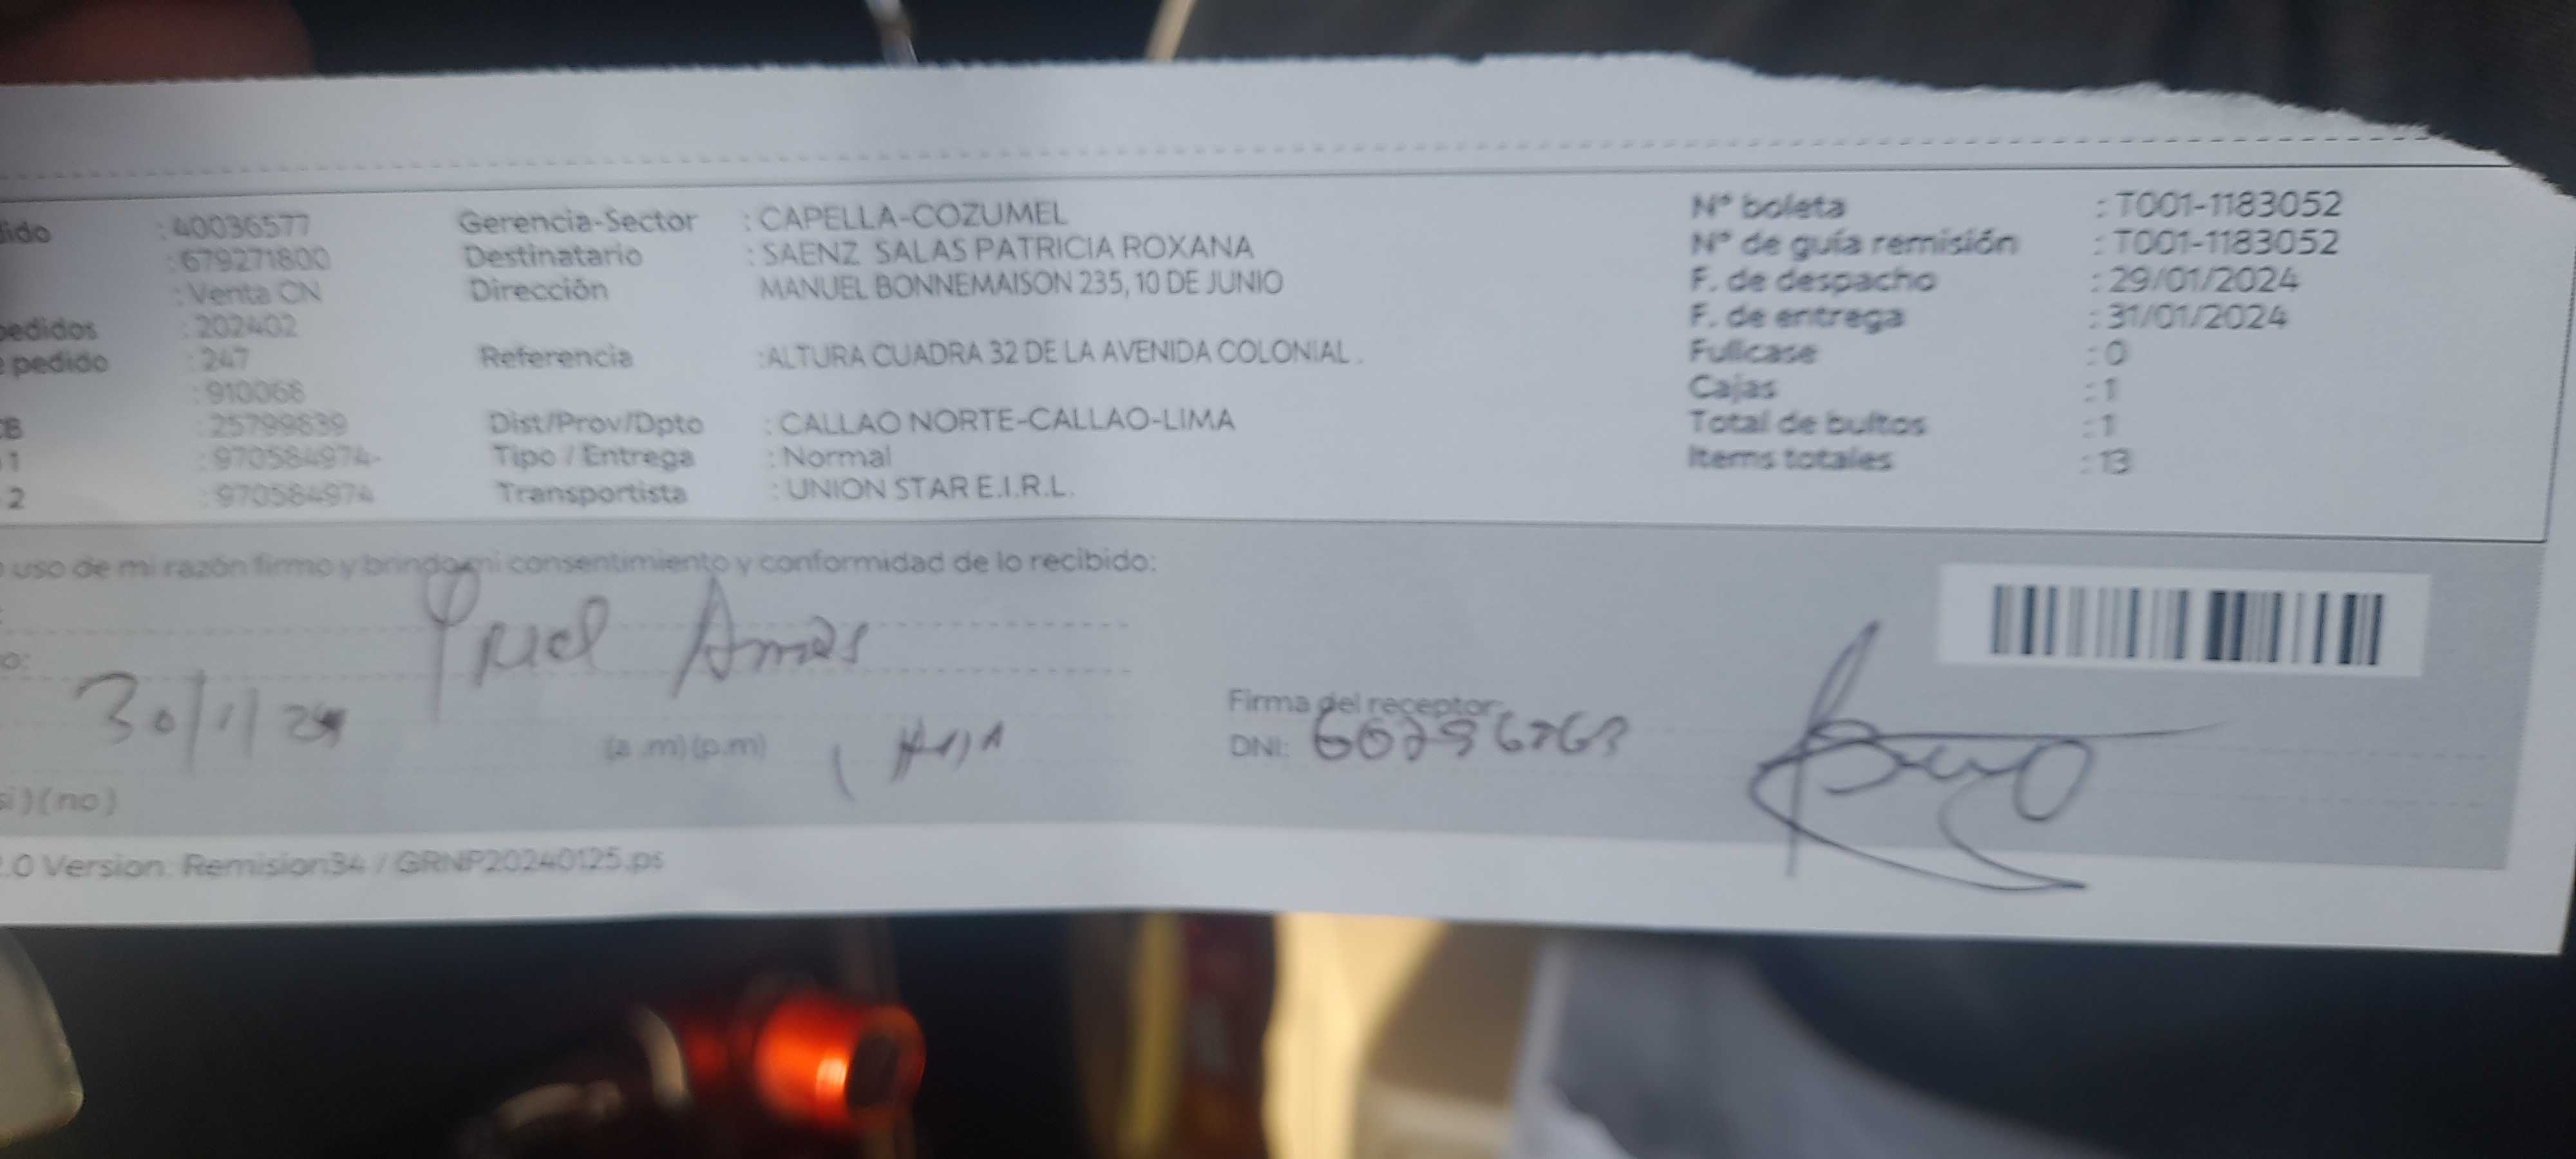 dido : 40036577 Gerencia-Sector : CAPELLA-COZUMEL Nº boleta : T001-1183052
: 679271800 Destinatario : SAENZ SALAS PATRICIA ROXANA Nº de guía remisión : T001-1183052
: Venta CN Dirección MANUEL BONNEMAISON 235, 10 DE JUNIO F. de despacho : 29/01/2024
pedidos : 202402 F. de entrega : 31/01/2024
e pedido : 247 Referencia :ALTURA CUADRA 32 DE LA AVENIDA COLONIAL . Fullcase : 0
: 910068 Cajas : 1
CB : 25799839 Dist/Prov/Dpto : CALLAO NORTE-CALLAO-LIMA Total de bultos : 1
1 : 970584974- Tipo / Entrega : Normal Items totales : 13
2 : 970584974 Transportista : UNION STAR E.I.R.L.
o uso de mi razón firmo y brindo mi consentimiento y conformidad de lo recibido:
o:
30/1/24 (a .m) (p.m) Firma del receptor:
DNI:
si ) ( no )
2.0 Version: Remision34 / GRNP20240125.ps